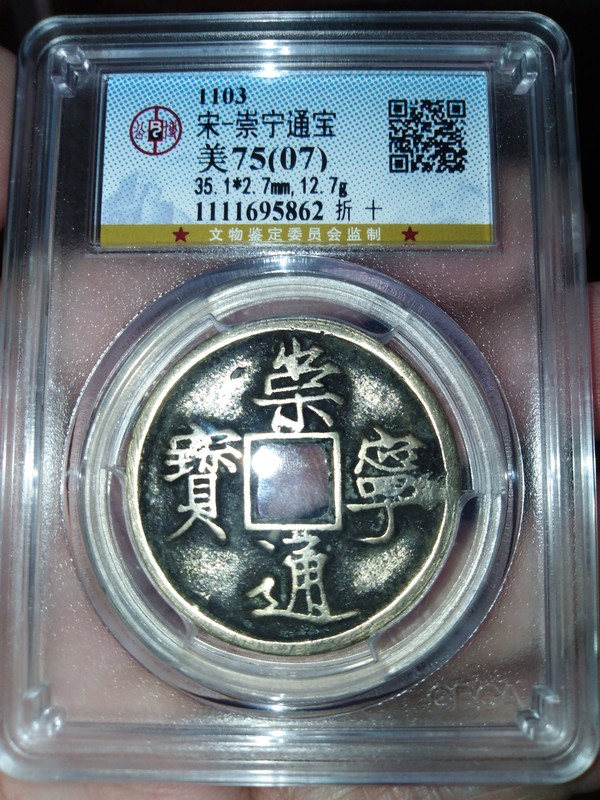 1103
宋-崇宁通宝
美75(07)
35.1*2.7mm, 12.7g
1111695862 折十
★ 文物鉴定委员会监制 ★
崇
寶 寧
通